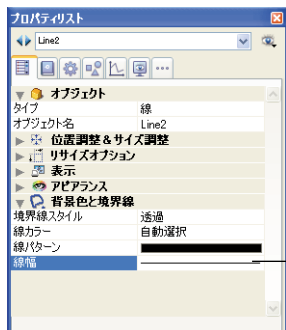 プロパティリスト
Line2
オブジェクト
タイプ 線
オブジェクト名 Line2
位置調整&サイズ調整
リサイズオプション
表示
アピアランス
背景色と境界線
境界線スタイル 透過
線カラー 自動選択
線パターン
線幅